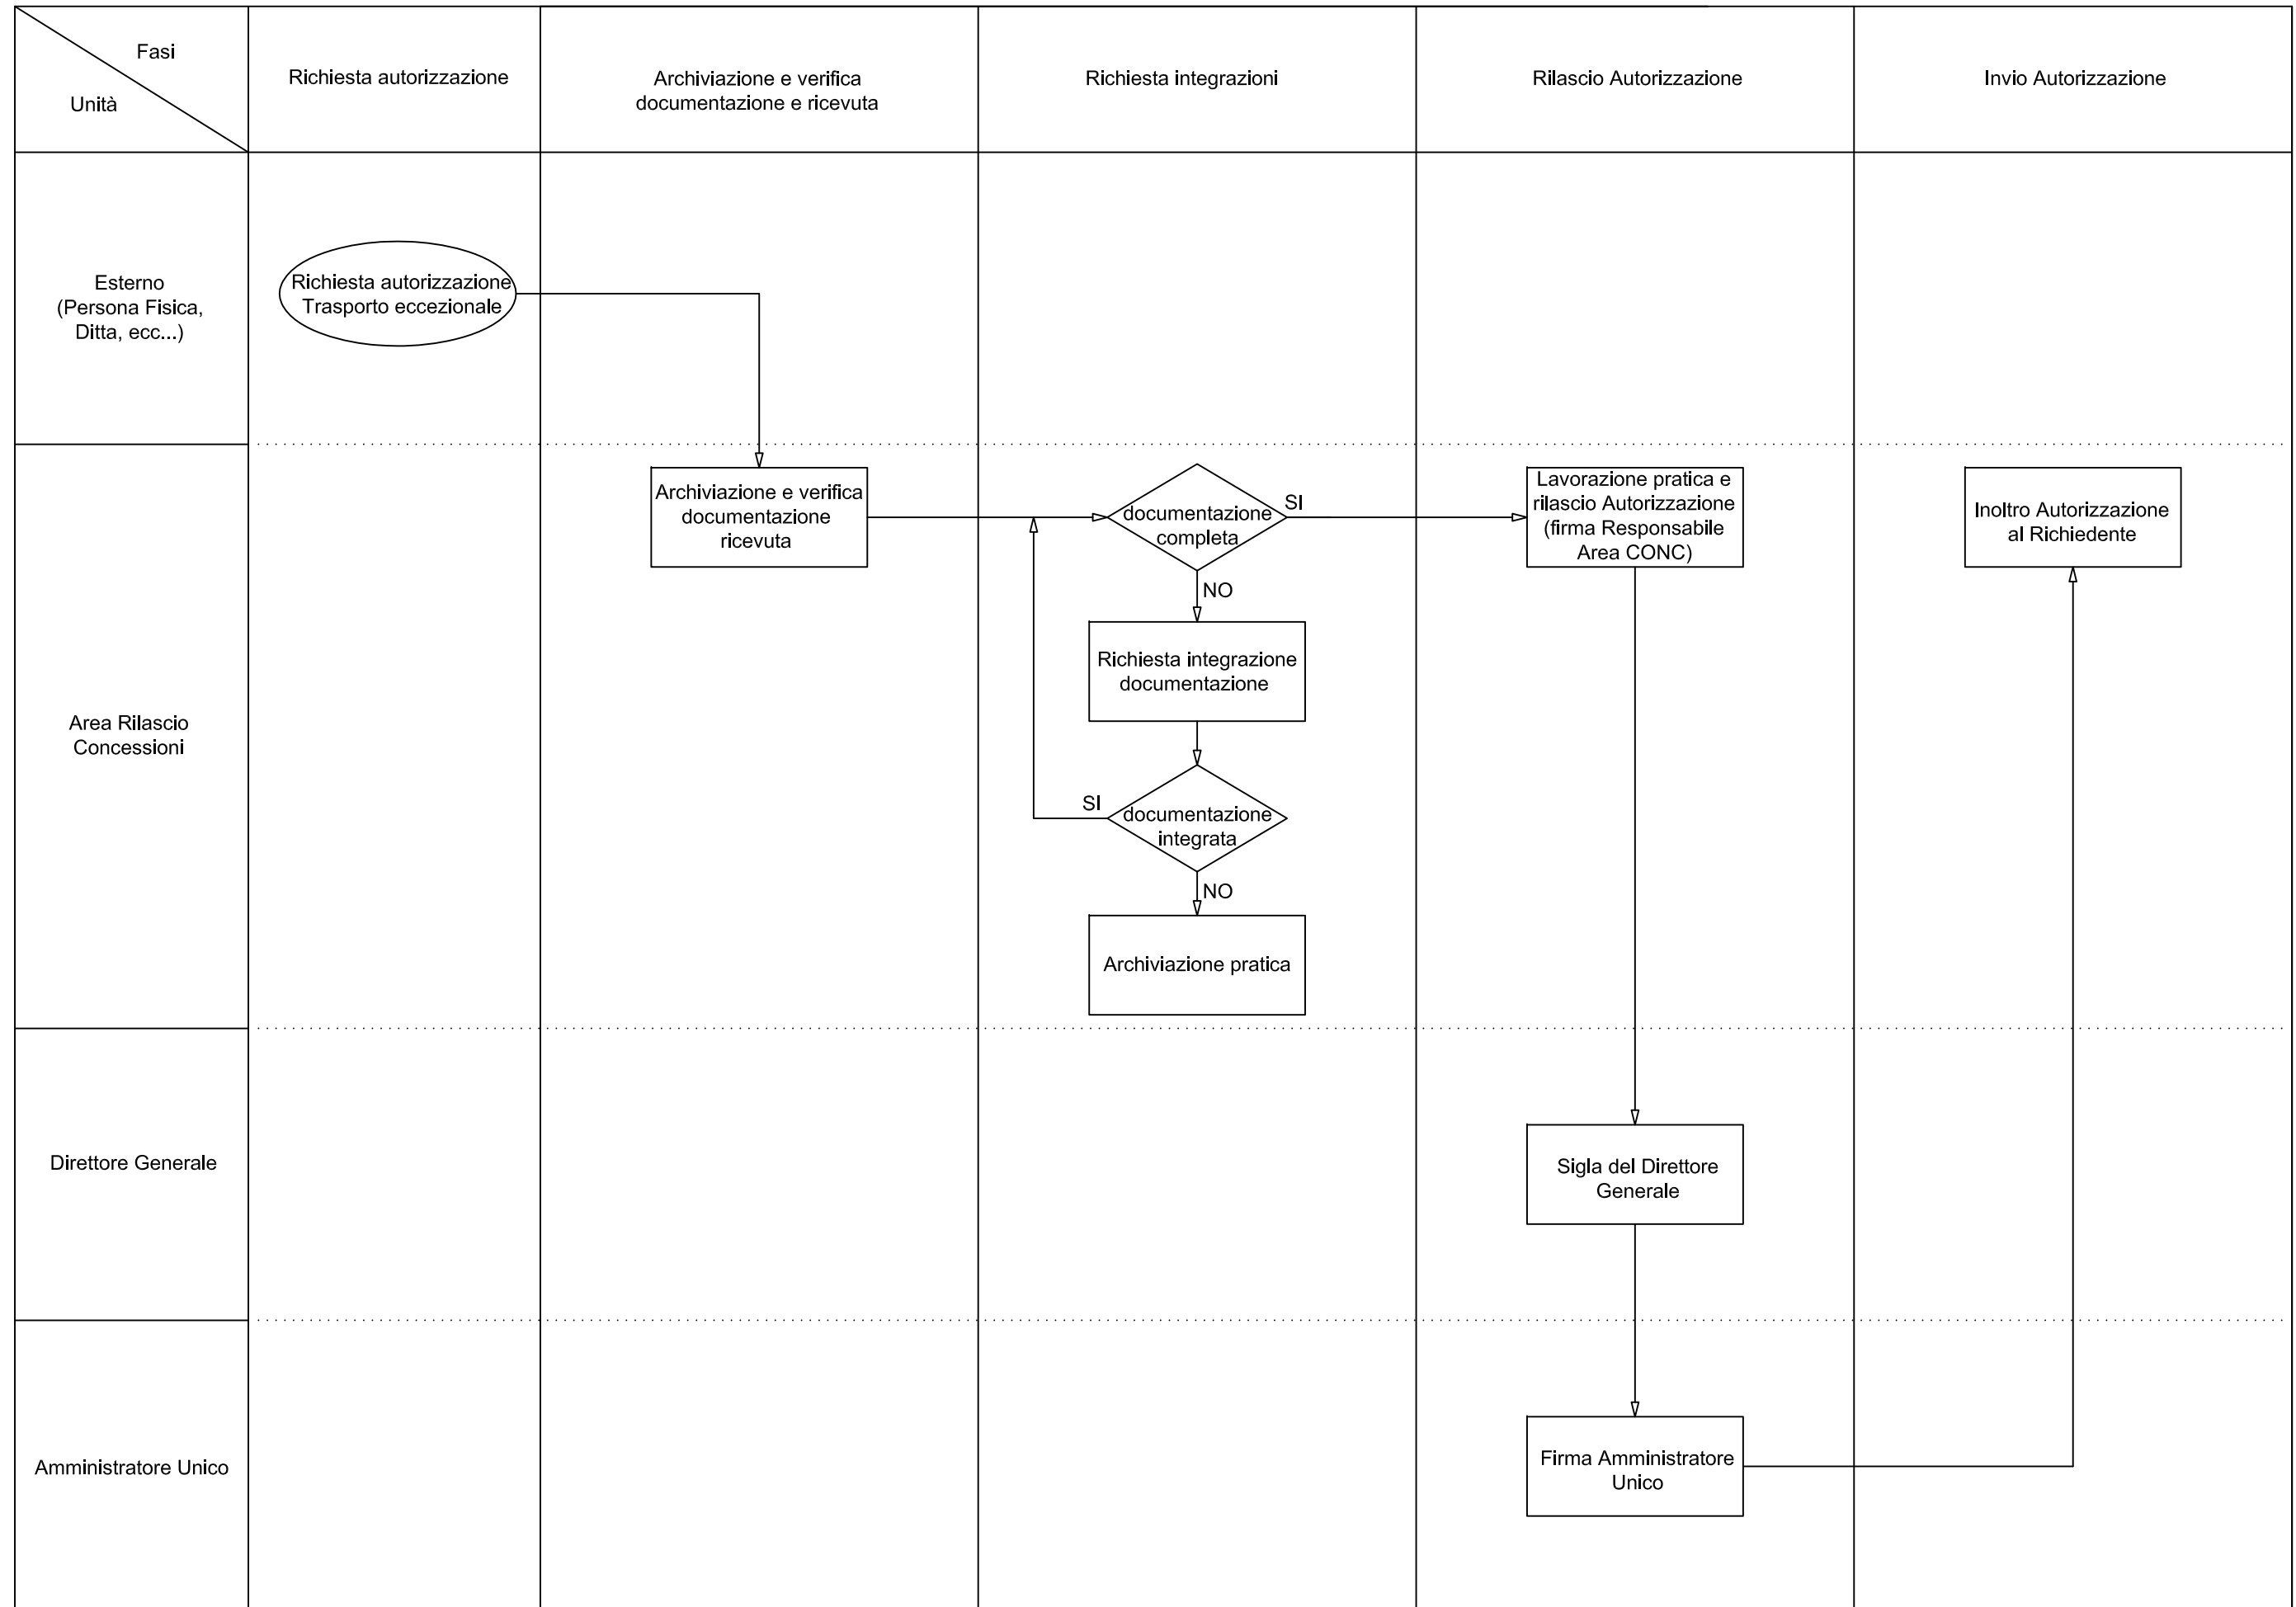 Fasi
Unità
Richiesta autorizzazione
Archiviazione e verifica
documentazione e ricevuta
Richiesta integrazioni
Rilascio Autorizzazione
Invio Autorizzazione
Esterno
(Persona Fisica,
Ditta, ecc...)
Richiesta autorizzazione
Trasporto eccezionale
Area Rilascio
Concessioni
Archiviazione e verifica
documentazione
ricevuta
documentazione
completa
SI
NO
Richiesta integrazione
documentazione
SI
documentazione
integrata
NO
Archiviazione pratica
Lavorazione pratica e
rilascio Autorizzazione
(firma Responsabile
Area CONC)
Inoltro Autorizzazione
al Richiedente
Direttore Generale
Sigla del Direttore
Generale
Amministratore Unico
Firma Amministratore
Unico